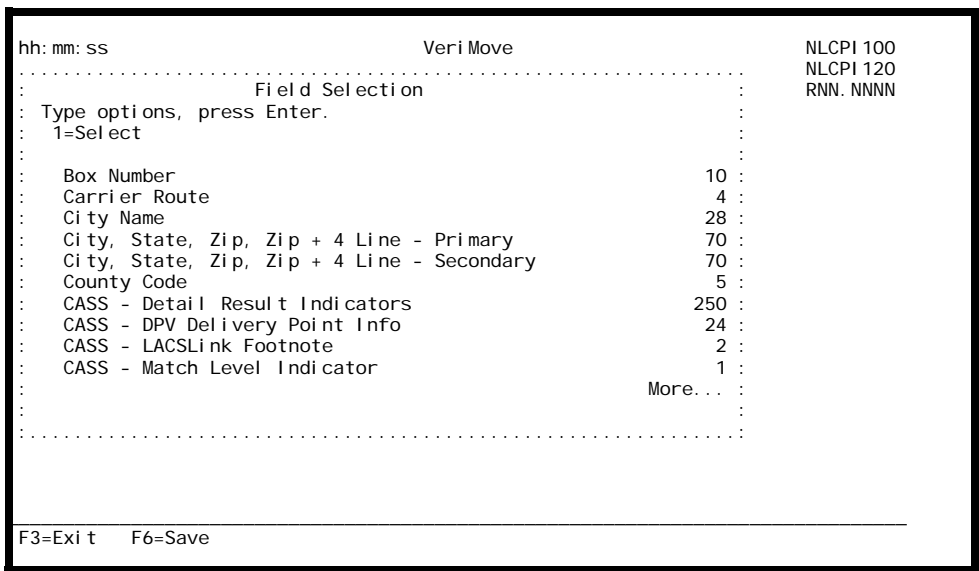 hh:mm:ss VeriMove NLCPI100
................................................................. NLCPI120
: Field Selection : RNN.NNNN
: Type options, press Enter. :
: 1=Select :
: :
: Box Number 10 :
: Carrier Route 4 :
: City Name 28 :
: City, State, Zip, Zip + 4 Line - Primary 70 :
: City, State, Zip, Zip + 4 Line - Secondary 70 :
: County Code 5 :
: CASS - Detail Result Indicators 250 :
: CASS - DPV Delivery Point Info 24 :
: CASS - LACSLink Footnote 2 :
: CASS - Match Level Indicator 1 :
: More... :
: :
:...............................................................:
F3=Exit F6=Save